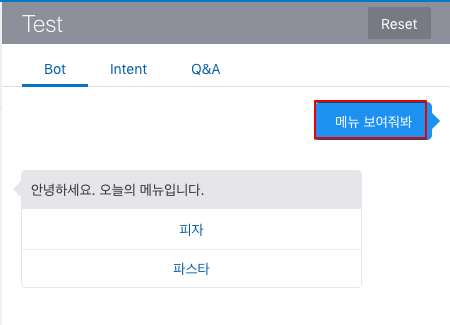 Test
Reset
Bot
Intent
Q&A
메뉴 보여줘봐
안녕하세요. 오늘의 메뉴입니다.
피자
파스타